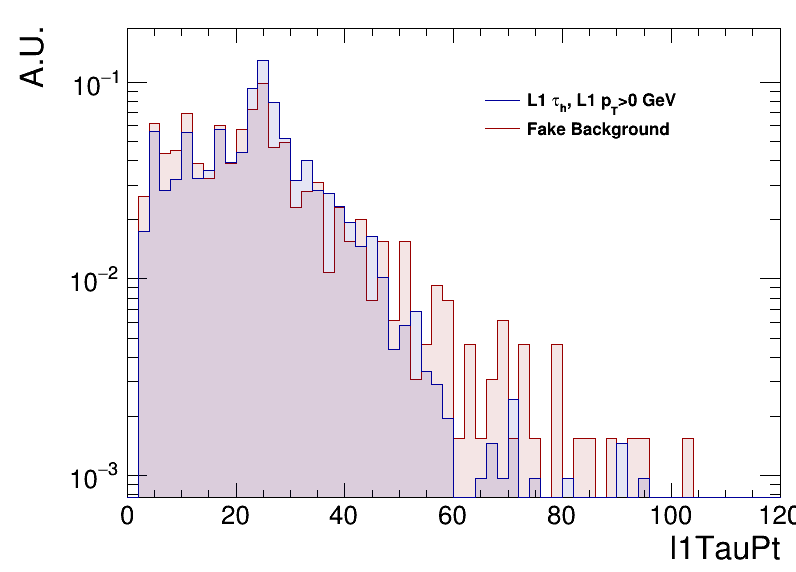 A.U.
10⁻¹
10⁻²
10⁻³
L1 τh, L1 pT>0 GeV
Fake Background
0 20 40 60 80 100 120
l1TauPt